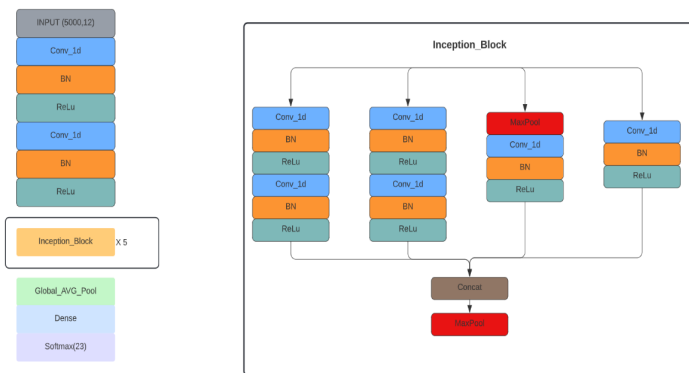 INPUT (5000,12)
Conv_1d
BN
ReLu
Conv_1d
BN
ReLu
Inception_Block
X 5
Global_AVG_Pool
Dense
Softmax(23)
Inception_Block
Conv_1d
BN
ReLu
Conv_1d
BN
ReLu
Conv_1d
BN
ReLu
Conv_1d
BN
ReLu
MaxPool
Conv_1d
BN
ReLu
Conv_1d
BN
ReLu
Concat
MaxPool